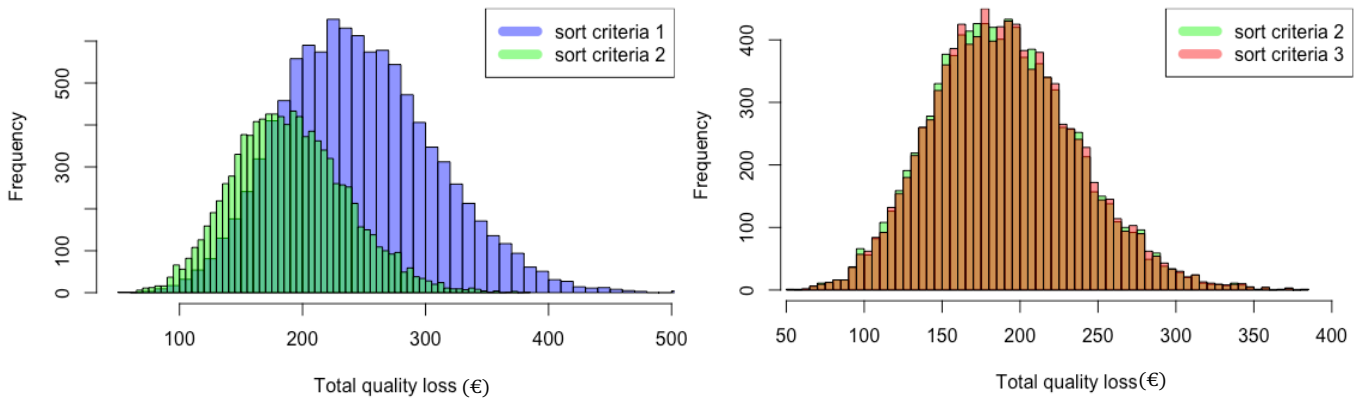 sort criteria 1
sort criteria 2
Frequency
0
100
300
500
100
200
300
400
500
Total quality loss (€)
sort criteria 2
sort criteria 3
Frequency
0
100
200
300
400
50
100
150
200
250
300
350
400
Total quality loss(€)